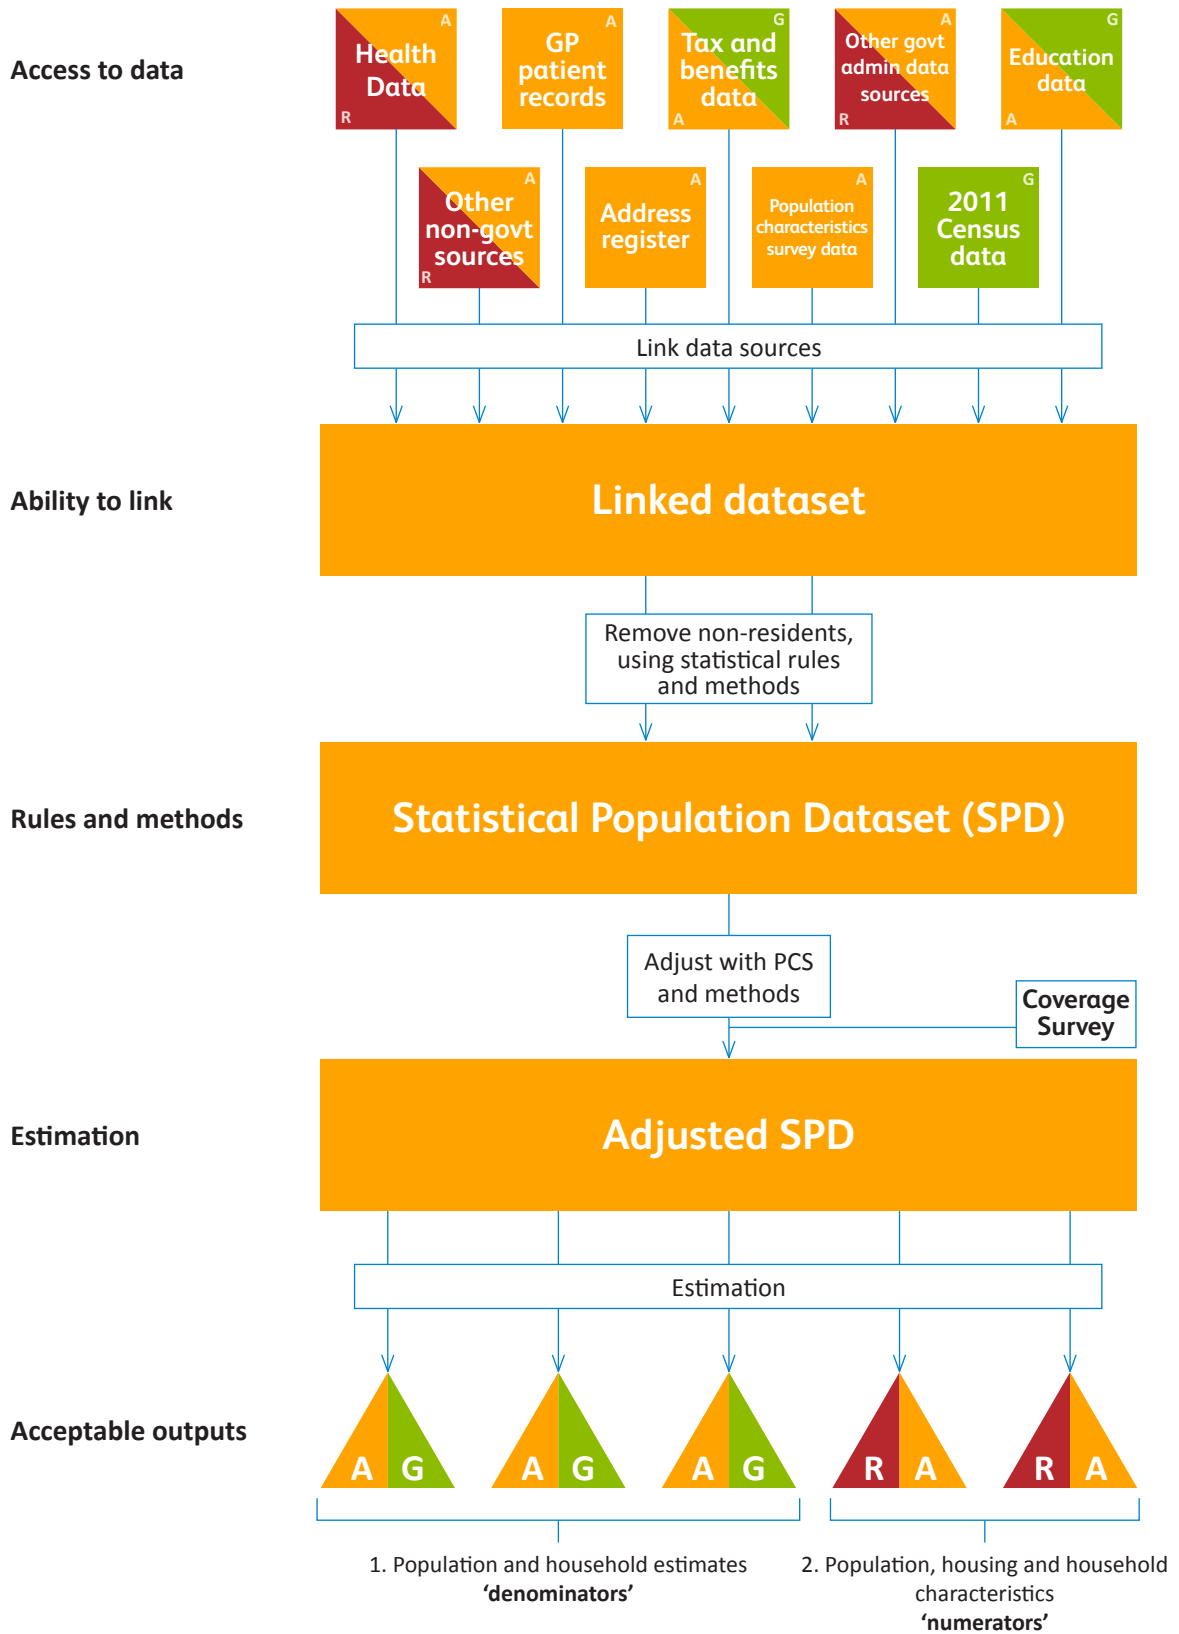 Access to data
A
Health
Data
R
A
GP
patient
records
G
Tax and
benefits
data
A
A
Other govt
admin data
sources
R
G
Education
data
A
A
Other
non-govt
sources
R
A
Address
register
A
Population
characteristics
survey data
G
2011
Census
data
Link data sources
Ability to link
Linked dataset
Remove non-residents,
using statistical rules
and methods
Rules and methods
Statistical Population Dataset (SPD)
Adjust with PCS
and methods
Coverage
Survey
Estimation
Adjusted SPD
Estimation
Acceptable outputs
A G
A G
A G
R A
R A
1. Population and household estimates
‘denominators’
2. Population, housing and household
characteristics
‘numerators’